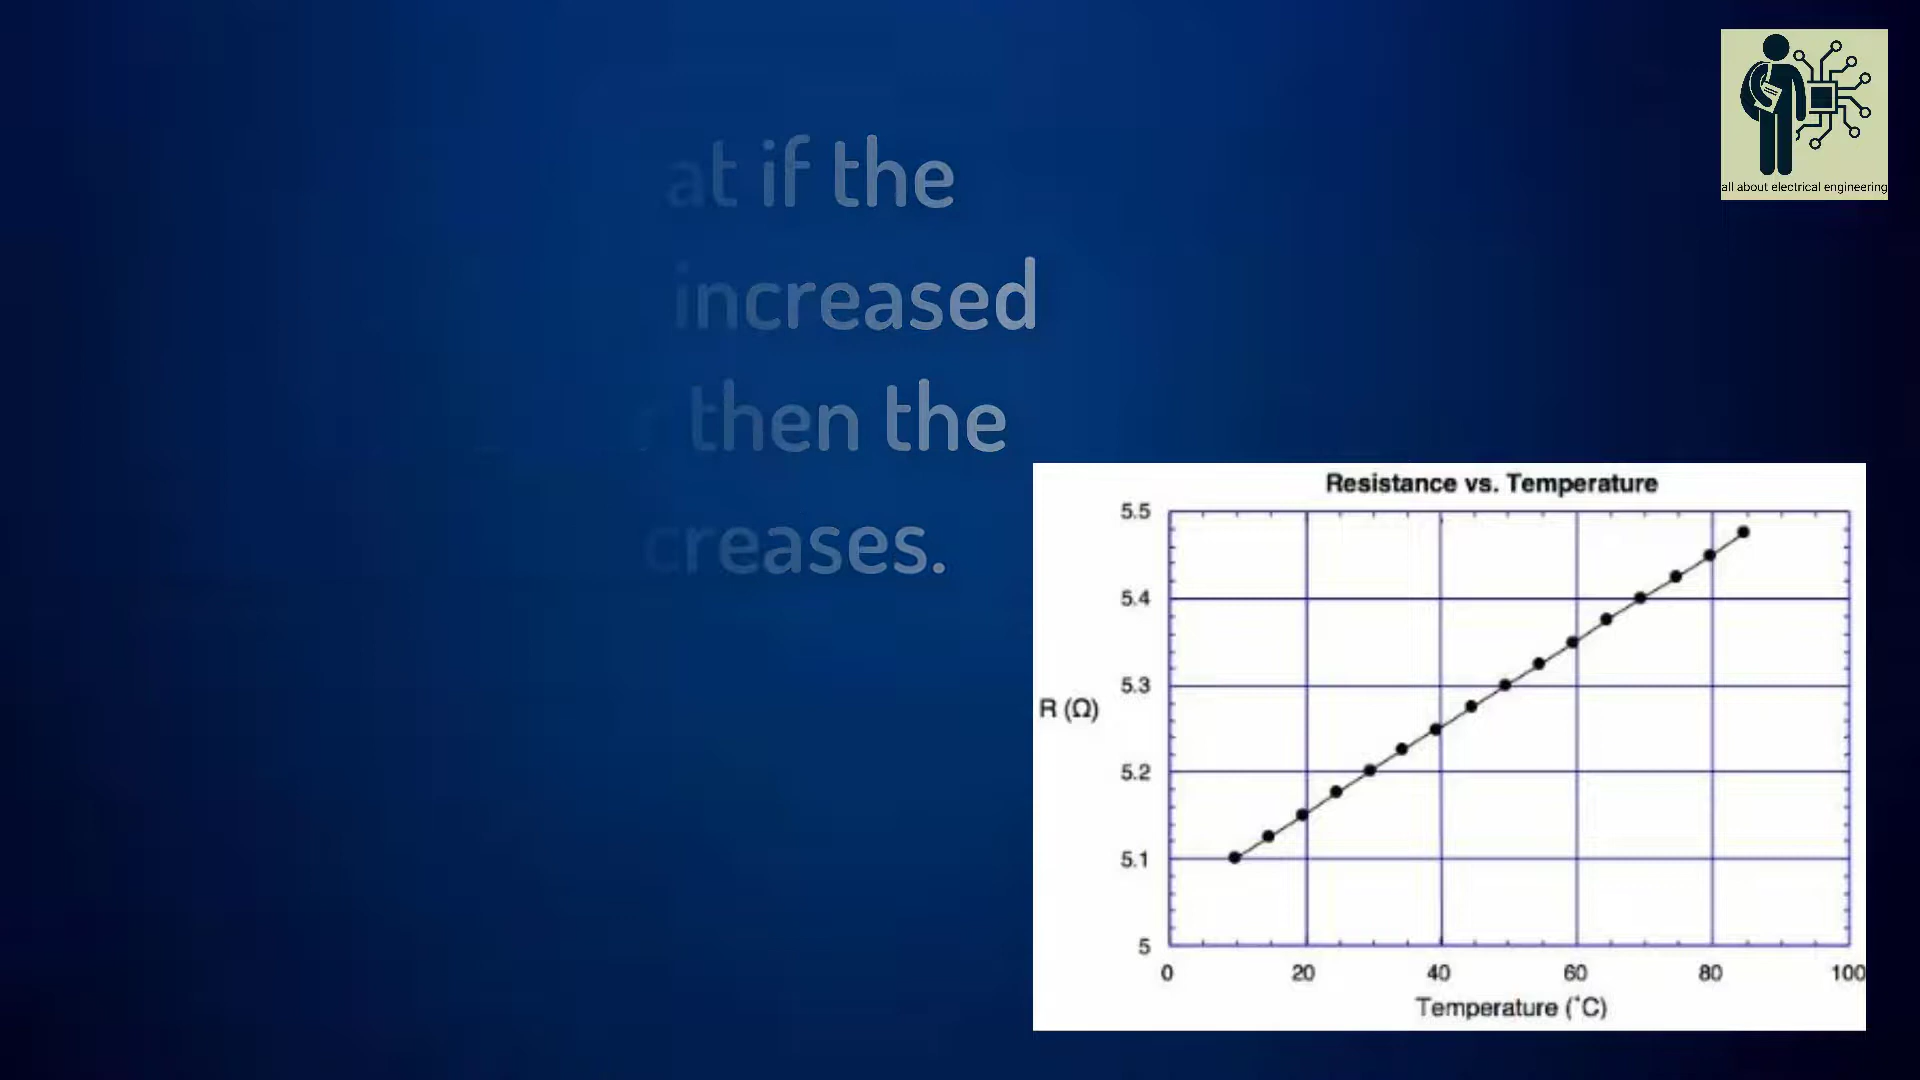 at if the
increased
then the
creases.
all about electrical engineering
Resistance vs. Temperature
5.5
5.4
5.3
R (Ω)
5.2
5.1
5
0 20 40 60 80 100
Temperature (°C)